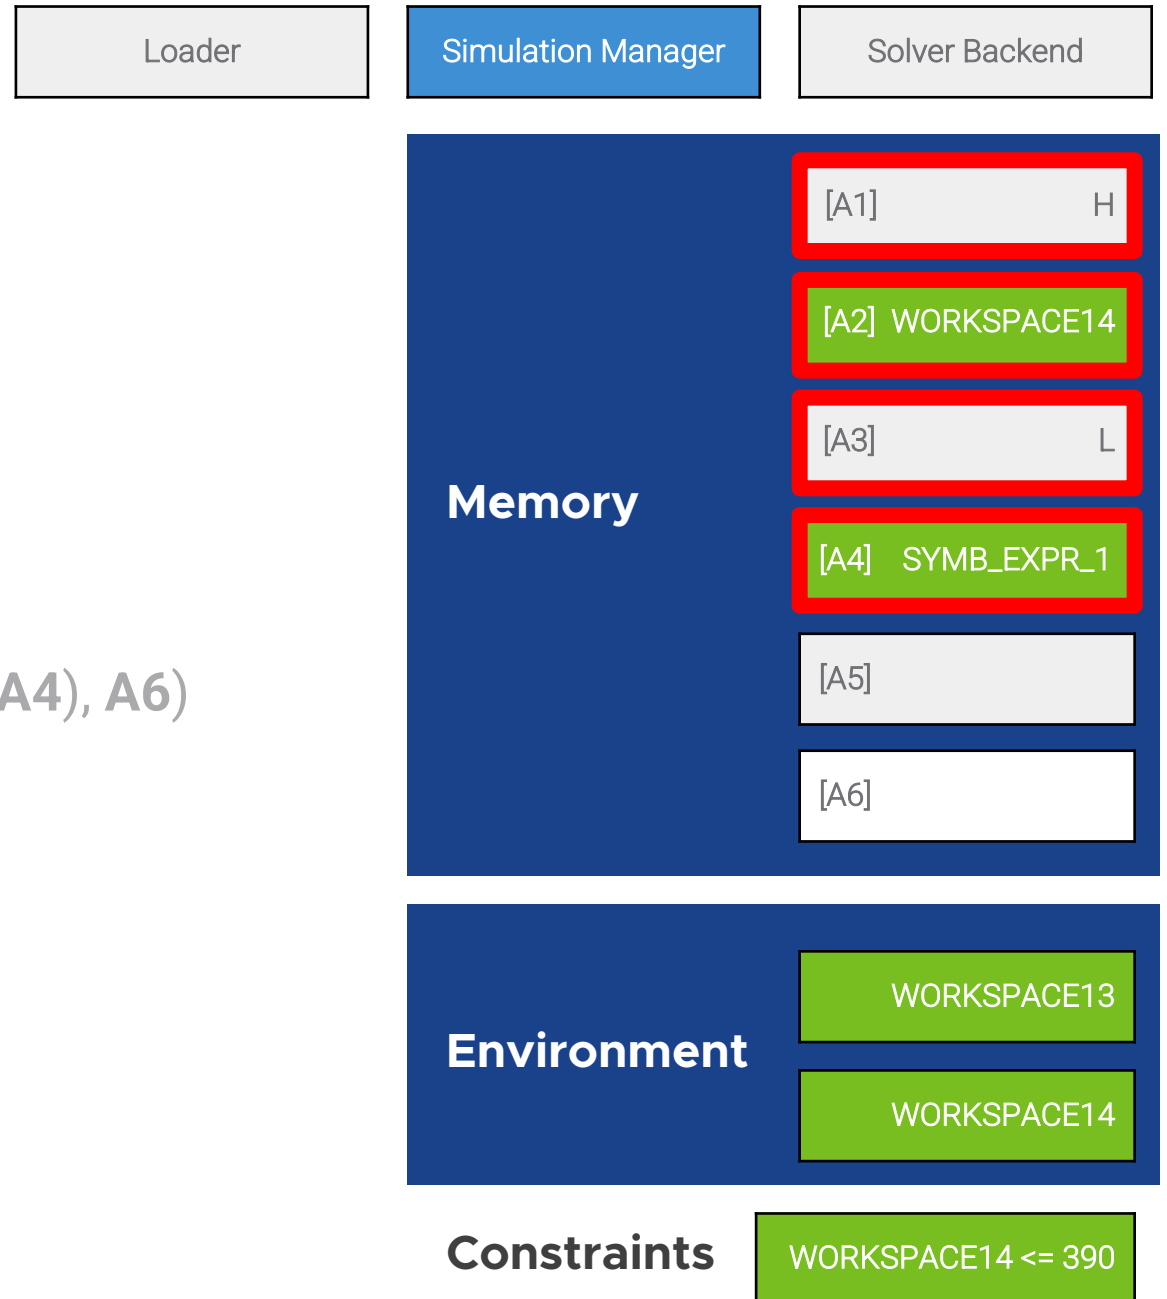 Loader
Simulation Manager
Solver Backend
[A1] H
[A2] WORKSPACE14
[A3] L
Memory
[A4] SYMB_EXPR_1
[A5]
A4), A6)
[A6]
WORKSPACE13
Environment
WORKSPACE14
Constraints
WORKSPACE14 <= 390